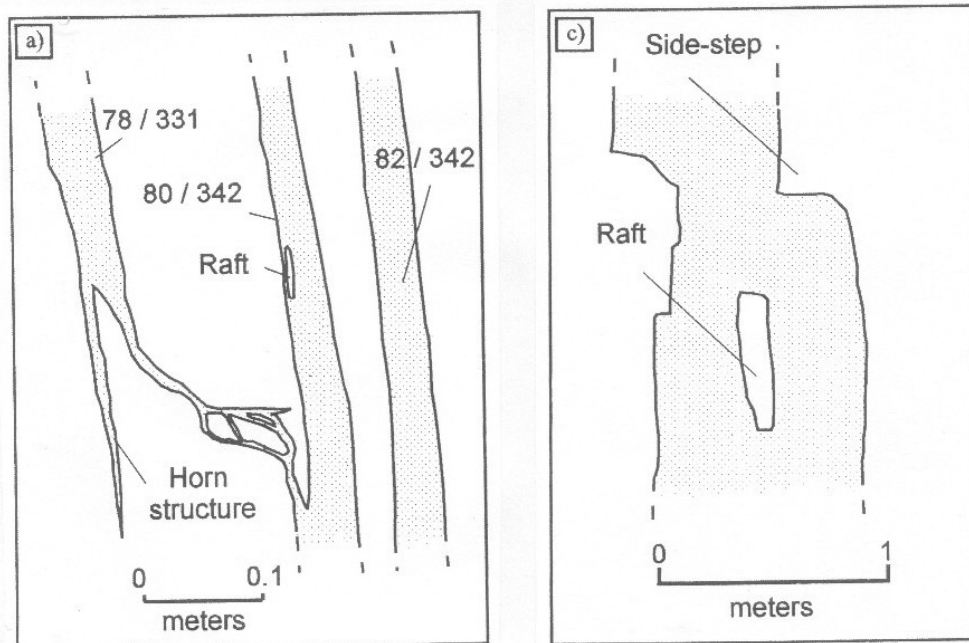 a)
78 / 331
80 / 342
82 / 342
Raft
Horn
structure
0 0.1
meters
c)
Side-step
Raft
0 1
meters